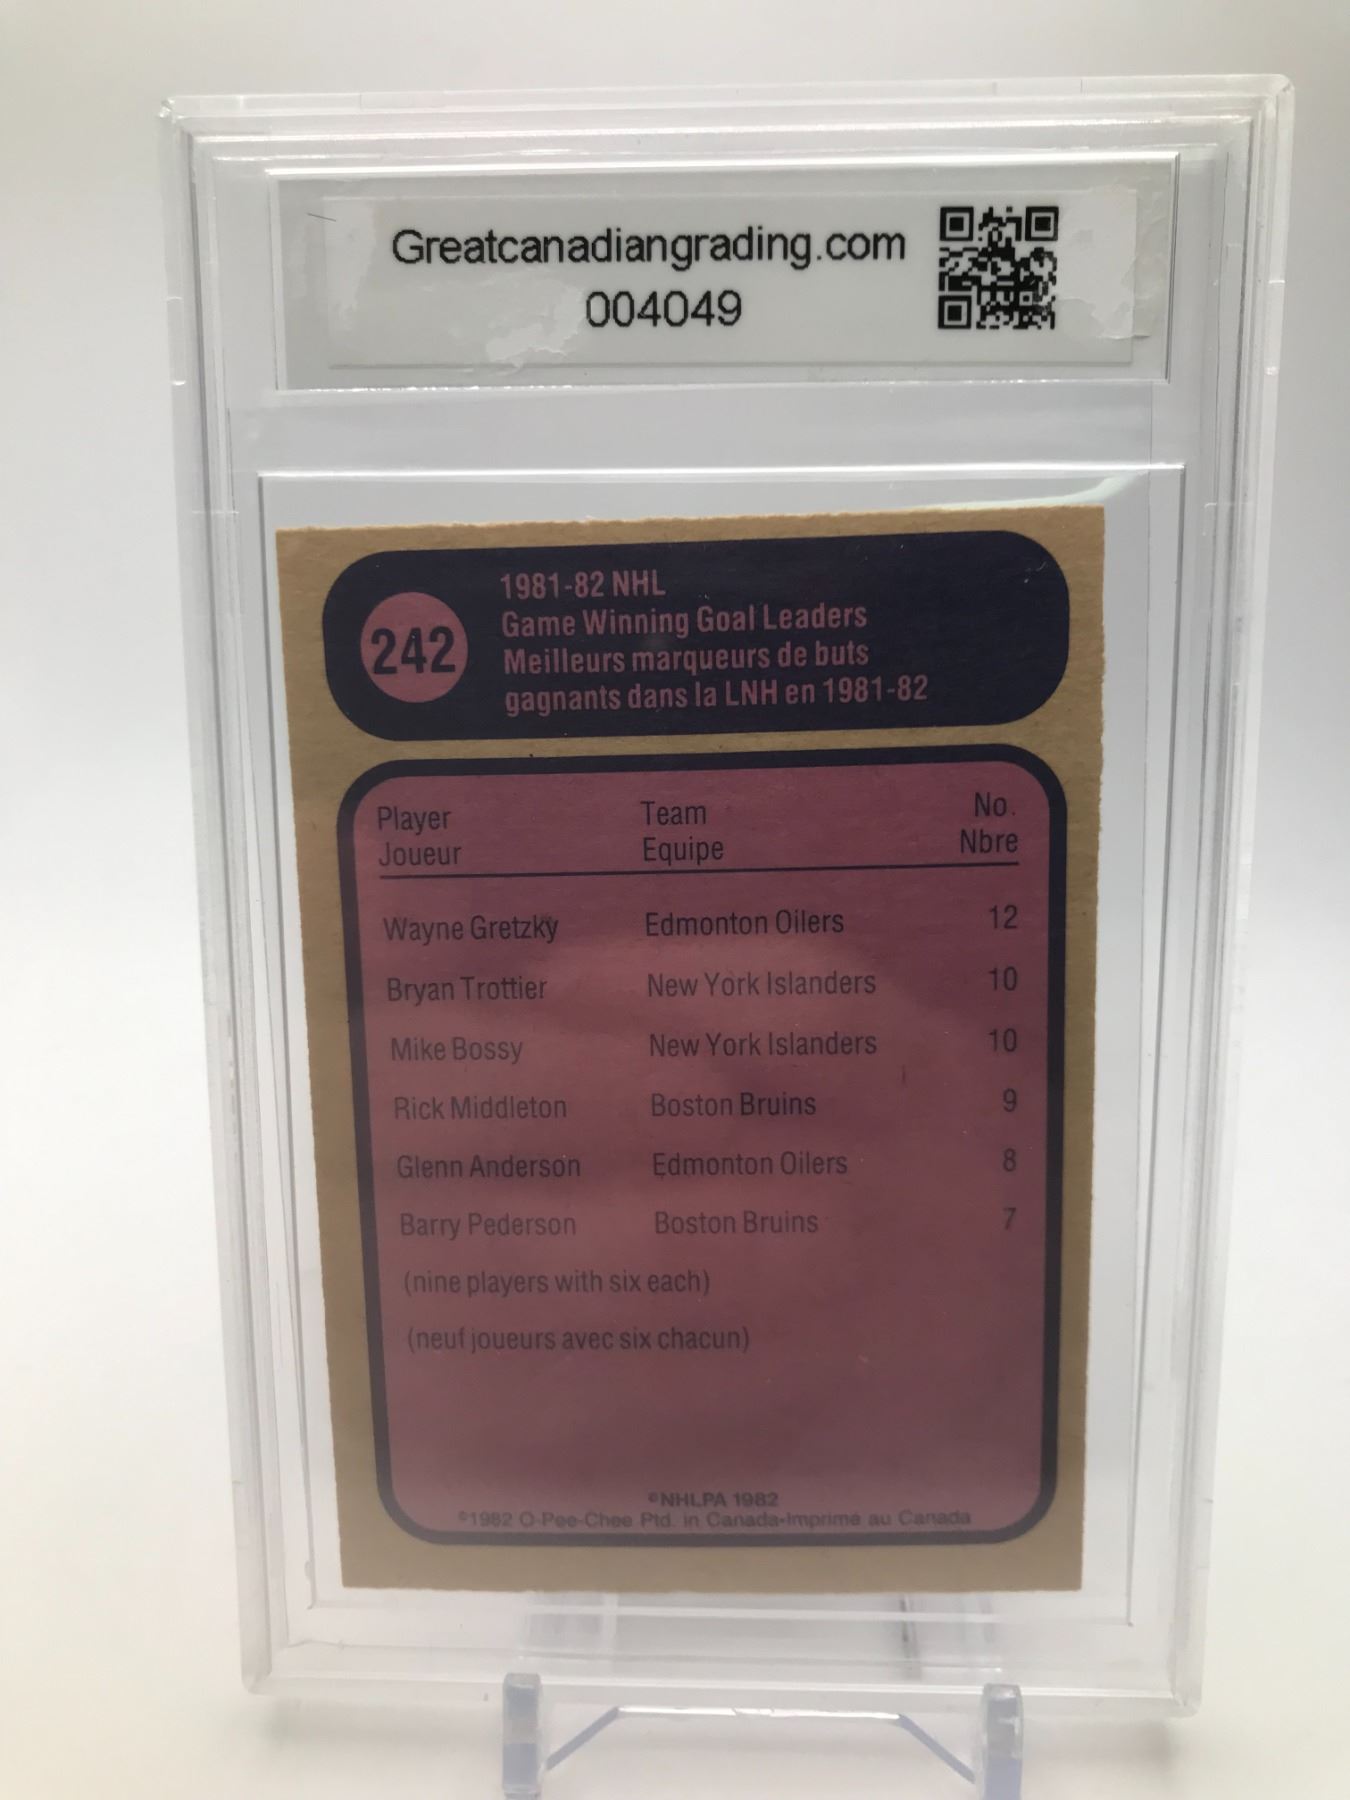 Greatcanadiangrading.com
004049
242
1981-82 NHL
Game Winning Goal Leaders
Meilleurs marqueurs de buts
gagnants dans la LNH en 1981-82
Player Team No.
Joueur Equipe Nbre
Wayne Gretzky Edmonton Oilers 12
Bryan Trottier New York Islanders 10
Mike Bossy New York Islanders 10
Rick Middleton Boston Bruins 9
Glenn Anderson Edmonton Oilers 8
Barry Pederson Boston Bruins 7
(nine players with six each)
(neuf joueurs avec six chacun)
©NHLPA 1982
©1982 O-Pee-Chee Ptd. in Canada-Imprimé au Canada